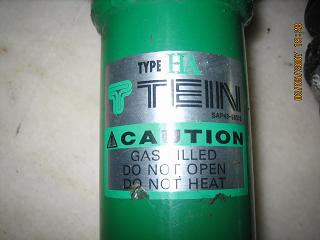 TYPE HA
TEIN
CAUTION
GAS FILLED
DO NOT OPEN
DO NOT HEAT